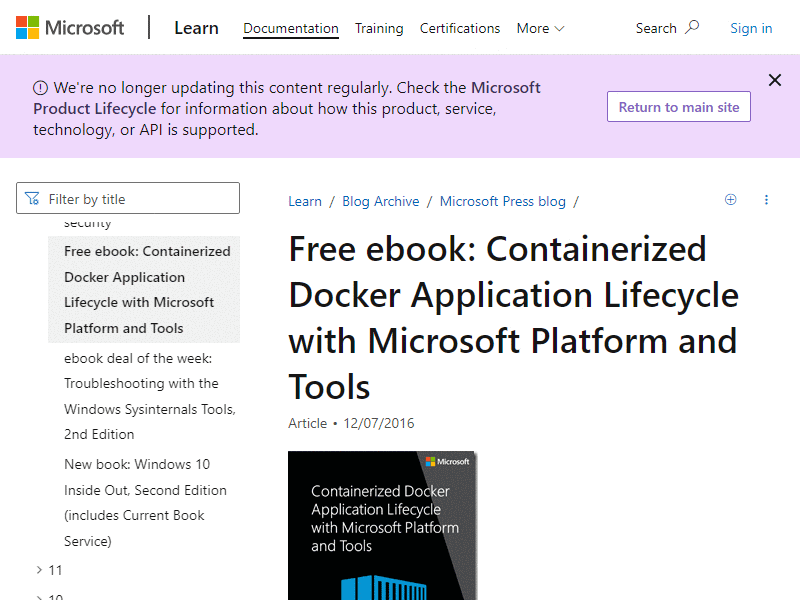 Microsoft
Learn
Documentation
Training
Certifications
More
Search
Sign in
We're no longer updating this content regularly. Check the Microsoft
Product Lifecycle for information about how this product, service,
technology, or API is supported.
Return to main site
Filter by title
security
Free ebook: Containerized
Docker Application
Lifecycle with Microsoft
Platform and Tools
ebook deal of the week:
Troubleshooting with the
Windows Sysinternals Tools,
2nd Edition
New book: Windows 10
Inside Out, Second Edition
(includes Current Book
Service)
11
10
Learn / Blog Archive / Microsoft Press blog /
Free ebook: Containerized
Docker Application Lifecycle
with Microsoft Platform and
Tools
Article • 12/07/2016
Microsoft
Containerized Docker
Application Lifecycle
with Microsoft Platform
and Tools